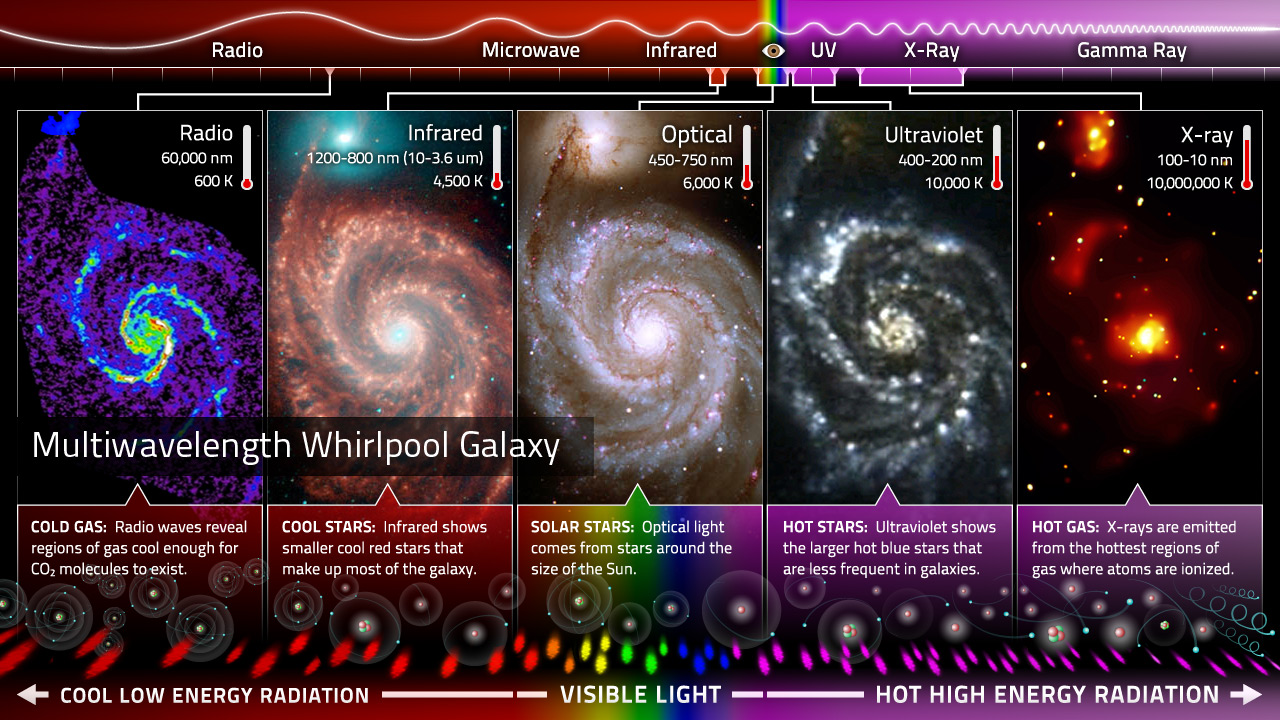 Radio
Microwave
Infrared
UV
X-Ray
Gamma Ray
Radio
60,000 nm
600 K
Infrared
1200-800 nm (10-3.6 um)
4,500 K
Optical
450-750 nm
6,000 K
Ultraviolet
400-200 nm
10,000 K
X-ray
100-10 nm
10,000,000 K
Multiwavelength Whirlpool Galaxy
COLD GAS: Radio waves reveal
regions of gas cool enough for
CO₂ molecules to exist.
COOL STARS: Infrared shows
smaller cool red stars that
make up most of the galaxy.
SOLAR STARS: Optical light
comes from stars around the
size of the Sun.
HOT STARS: Ultraviolet shows
the larger hot blue stars that
are less frequent in galaxies.
HOT GAS: X-rays are emitted
from the hottest regions of
gas where atoms are ionized.
COOL LOW ENERGY RADIATION
VISIBLE LIGHT
HOT HIGH ENERGY RADIATION